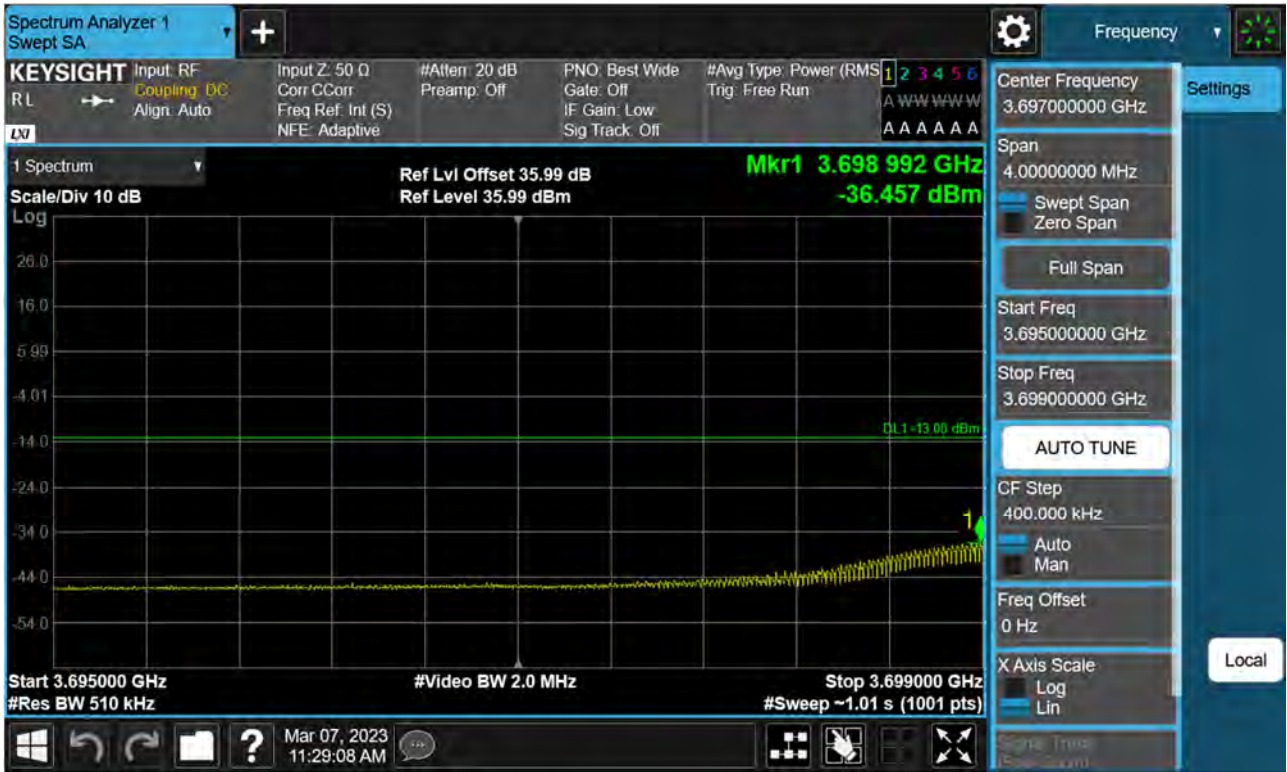 Spectrum Analyzer 1
Swept SA
Frequency
KEYSIGHT
RL
LXI
Input: RF
Coupling: DC
Align: Auto
Input Z: 50 Ω
Corr CCorr
Freq Ref: Int (S)
NFE: Adaptive
#Atten: 20 dB
Preamp: Off
PNO: Best Wide
Gate: Off
IF Gain: Low
Sig Track: Off
#Avg Type: Power (RMS
Trig: Free Run
1 2 3 4 5 6
A W W W W W
A A A A A A
1 Spectrum
Scale/Div 10 dB
Log
Ref Lvl Offset 35.99 dB
Ref Level 35.99 dBm
Mkr1 3.698 992 GHz
-36.457 dBm
26.0
16.0
5.99
-4.01
-14.0
-24.0
-34.0
-44.0
-54.0
DL1 -13.00 dBm
1
Start 3.695000 GHz
#Res BW 510 kHz
#Video BW 2.0 MHz
Stop 3.699000 GHz
#Sweep ~1.01 s (1001 pts)
Center Frequency
3.697000000 GHz
Span
4.00000000 MHz
Swept Span
Zero Span
Full Span
Start Freq
3.695000000 GHz
Stop Freq
3.699000000 GHz
AUTO TUNE
CF Step
400.000 kHz
Auto
Man
Freq Offset
0 Hz
X Axis Scale
Log
Lin
Settings
Local
?
Mar 07, 2023
11:29:08 AM